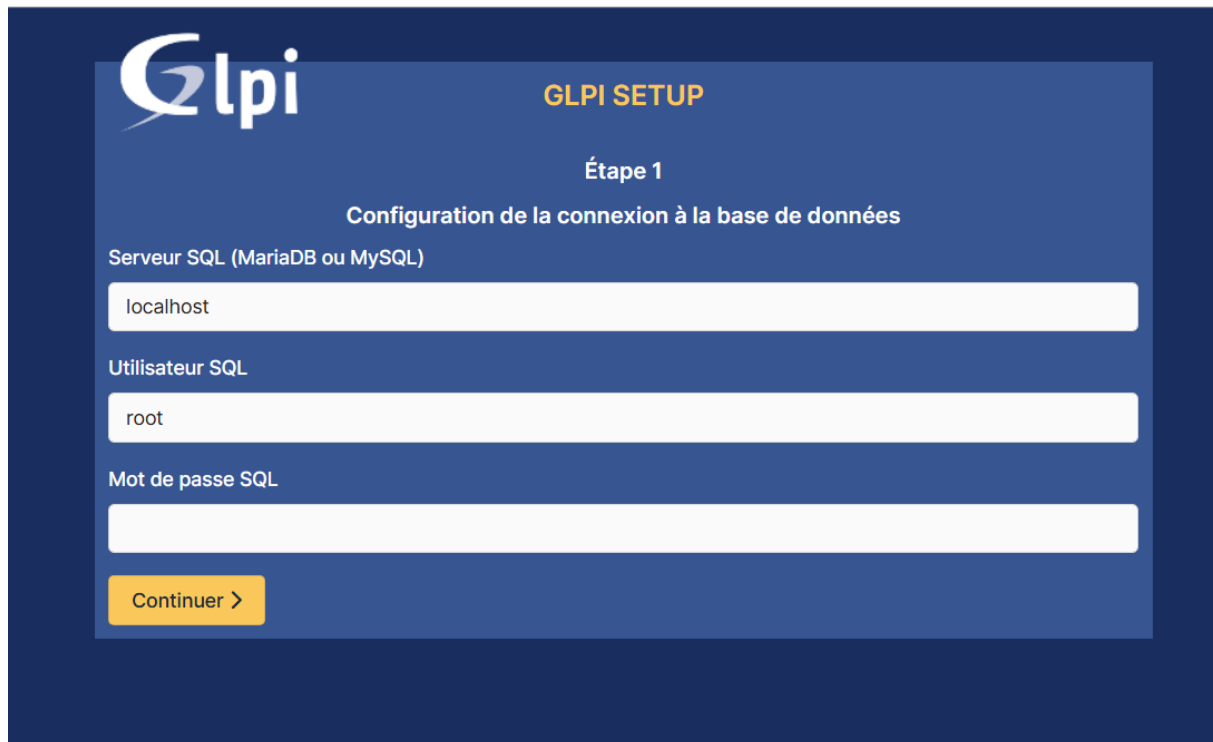 Glpi
GLPI SETUP
Étape 1
Configuration de la connexion à la base de données
Serveur SQL (MariaDB ou MySQL)
localhost
Utilisateur SQL
root
Mot de passe SQL
Continuer >